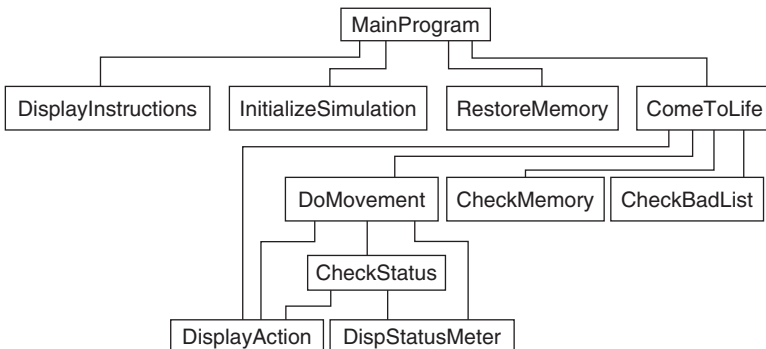 MainProgram
DisplayInstructions
InitializeSimulation
RestoreMemory
ComeToLife
DoMovement
CheckMemory
CheckBadList
CheckStatus
DisplayAction
DispStatusMeter